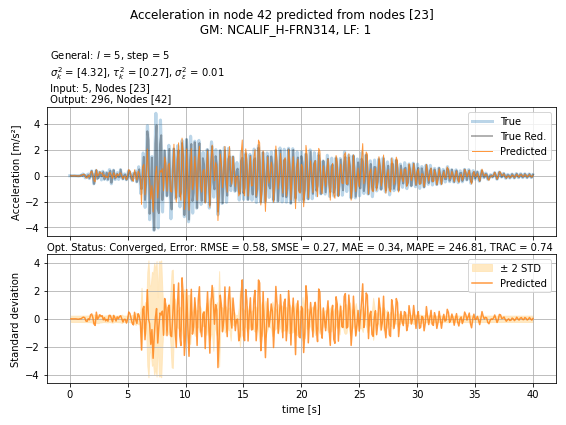 Acceleration in node 42 predicted from nodes [23]
GM: NCALIF_H-FRN314, LF: 1
General: l = 5, step = 5
σ²ₖ = [4.32], τ²ₖ = [0.27], σ²ε = 0.01
Input: 5, Nodes [23]
Output: 296, Nodes [42]
Acceleration [m/s²]
4
2
0
−2
−4
True
True Red.
Predicted
Opt. Status: Converged, Error: RMSE = 0.58, SMSE = 0.27, MAE = 0.34, MAPE = 246.81, TRAC = 0.74
Standard deviation
4
2
0
−2
−4
± 2 STD
Predicted
0 5 10 15 20 25 30 35 40
time [s]